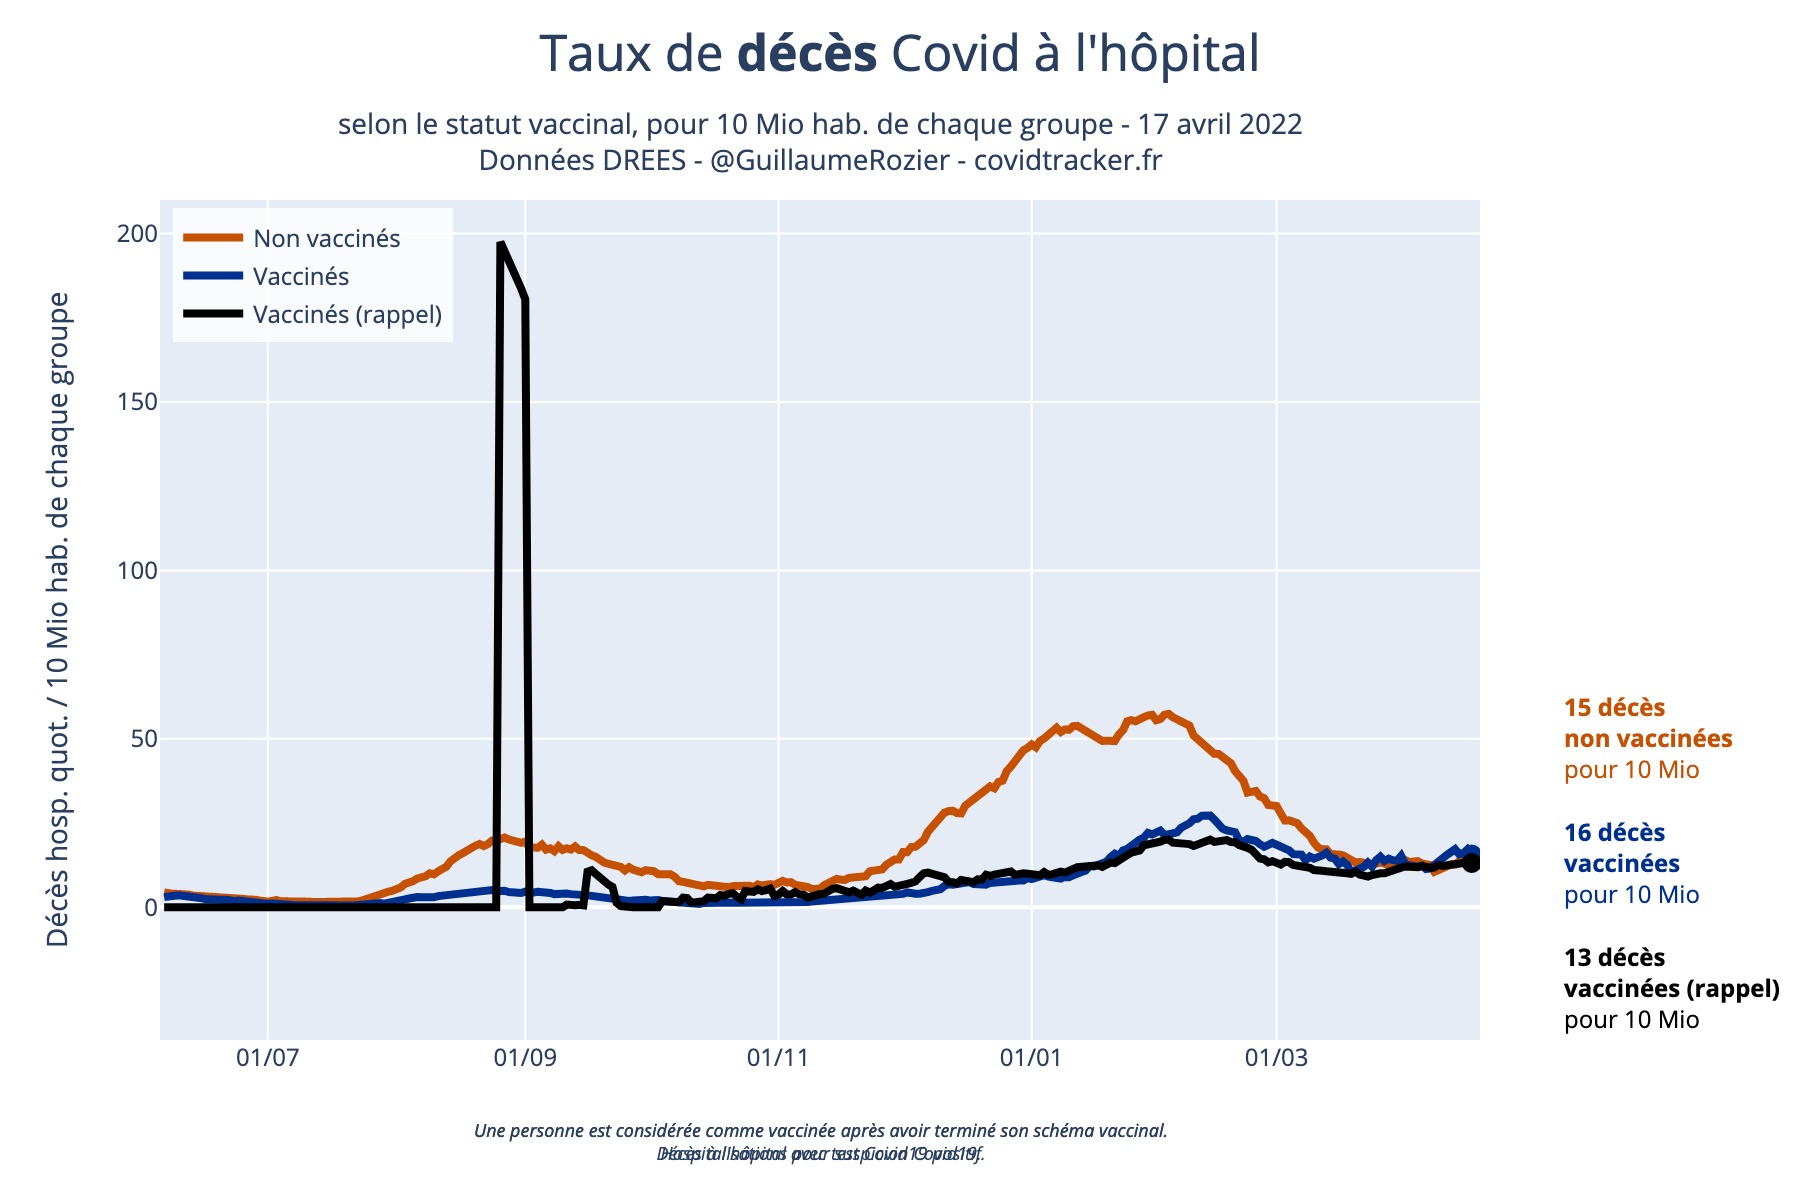 Taux de décès Covid à l'hôpital
selon le statut vaccinal, pour 10 Mio hab. de chaque groupe - 17 avril 2022
Données DREES - @GuillaumeRozier - covidtracker.fr
Non vaccinés
Vaccinés
Vaccinés (rappel)
Décès hosp. quot. / 10 Mio hab. de chaque groupe
200
150
100
50
0
01/07
01/09
01/11
01/01
01/03
15 décès
non vaccinées
pour 10 Mio
16 décès
vaccinées
pour 10 Mio
13 décès
vaccinées (rappel)
pour 10 Mio
Une personne est considérée comme vaccinée après avoir terminé son schéma vaccinal.